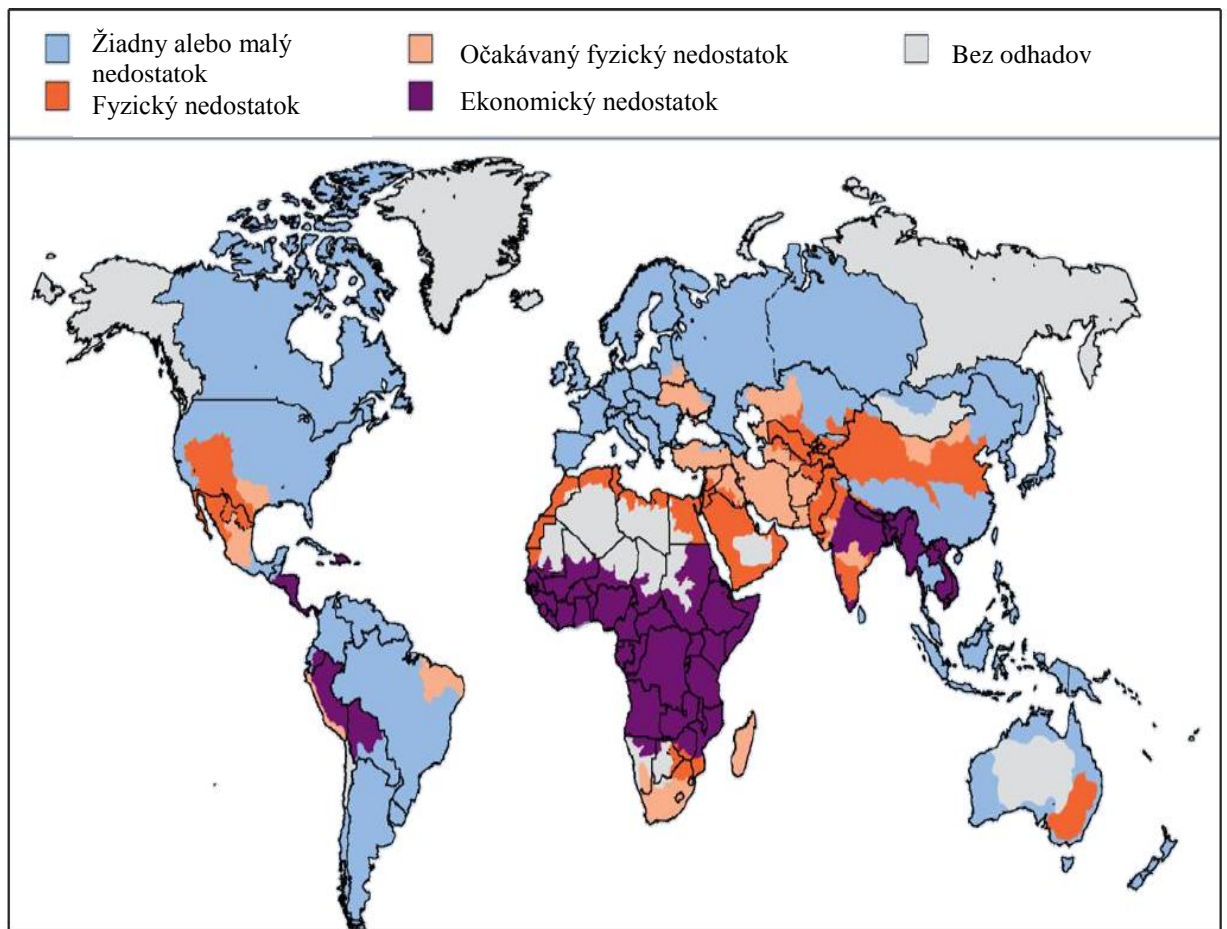 Žiadny alebo malý
nedostatok
Fyzický nedostatok
Očakávaný fyzický nedostatok
Ekonomický nedostatok
Bez odhadov